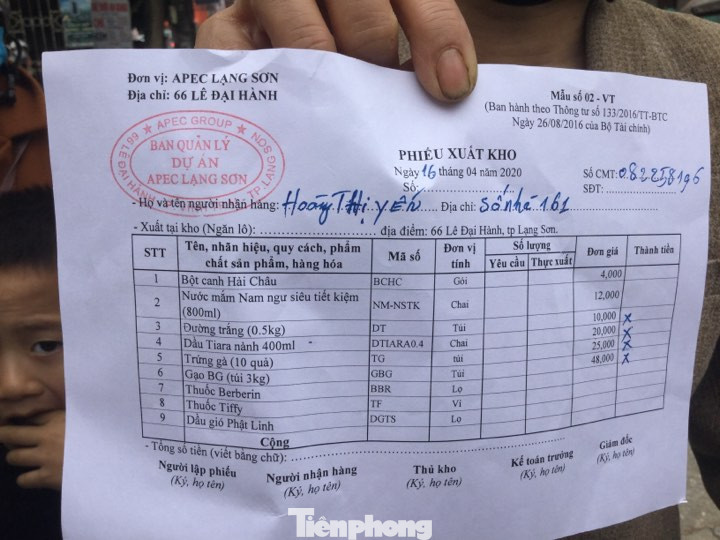 Đơn vị: APEC LẠNG SƠN
Địa chỉ: 66 LÊ ĐẠI HÀNH
Mẫu số 02 - VT
(Ban hành theo Thông tư số 133/2016/TT-BTC
Ngày 26/08/2016 của Bộ Tài chính)
APEC GROUP
BAN QUẢN LÝ
DỰ ÁN
APEC LẠNG SƠN
66 LÊ ĐẠI HÀNH TP LẠNG SƠN
PHIẾU XUẤT KHO
Ngày 16 tháng 04 năm 2020
Số:
Số CMT: 082258196
SĐT:
- Họ và tên người nhận hàng: Hoàng Thị Yên Địa chỉ: Số nhà 161
- Xuất tại kho (Ngăn lô): địa điểm: 66 Lê Đại Hành, tp Lạng Sơn.
STT Tên, nhãn hiệu, quy cách, phẩm chất sản phẩm, hàng hóa Mã số Đơn vị tính Số lượng Đơn giá Thành tiền
Yêu cầu Thực xuất
1 Bột canh Hải Châu BCHC Gói 4,000
2 Nước mắm Nam ngư siêu tiết kiệm (800ml) NM-NSTK Chai 12,000
3 Đường trắng (0.5kg) DT Túi 10,000 x
4 Dầu Tiara nành 400ml DTIARA0.4 Chai 20,000 x
5 Trứng gà (10 quả) TG túi 25,000 x
6 Gạo BG (túi 3kg) GBG Túi 48,000 x
7 Thuốc Berberin BBR Lọ
8 Thuốc Tiffy TF Vỉ
9 Dầu gió Phật Linh DGTS Lọ
Cộng
- Tổng số tiền (viết bằng chữ):
Người lập phiếu Người nhận hàng Thủ kho Kế toán trưởng Giám đốc
(Ký, họ tên) (Ký, họ tên) (Ký, họ tên) (Ký, họ tên) (Ký, họ tên)
Tiênphong